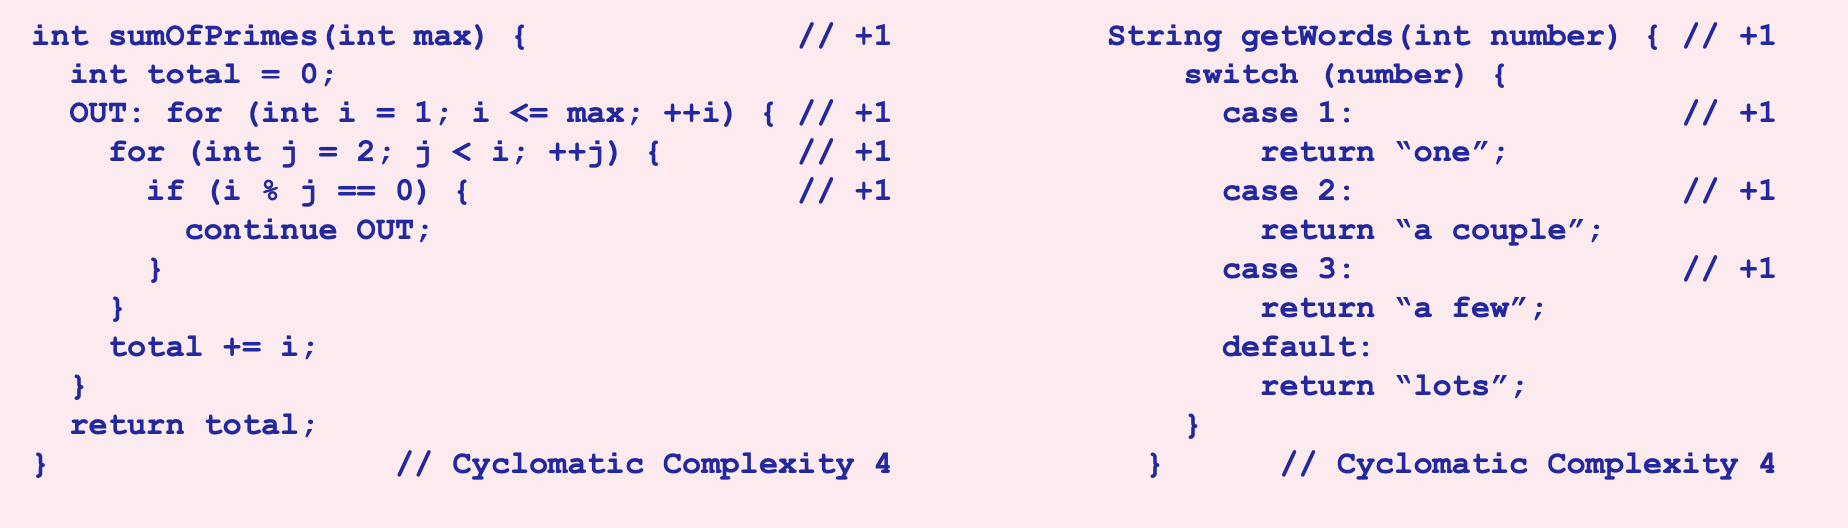 int sumOfPrimes(int max) { // +1
int total = 0;
OUT: for (int i = 1; i <= max; ++i) { // +1
for (int j = 2; j < i; ++j) { // +1
if (i % j == 0) { // +1
continue OUT;
}
}
total += i;
}
return total;
} // Cyclomatic Complexity 4
String getWords(int number) { // +1
switch (number) {
case 1: // +1
return “one”;
case 2: // +1
return “a couple”;
case 3: // +1
return “a few”;
default:
return “lots”;
}
} // Cyclomatic Complexity 4